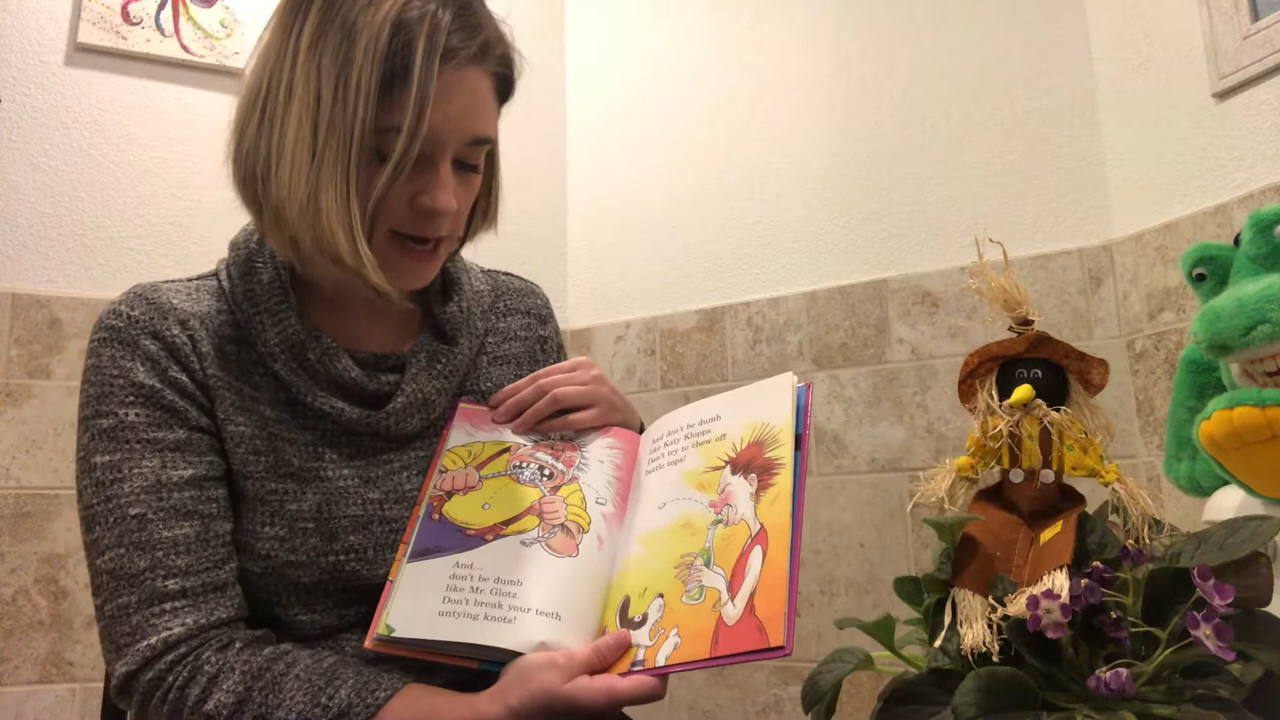 And...
don't be dumb
like Mr. Glotz.
Don't break your teeth
untying knots!
And don't be dumb
like Katy Klopps.
Don't try to chew off
bottle tops!